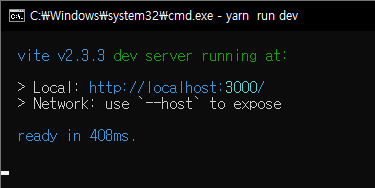 C:₩Windows₩system32₩cmd.exe - yarn  run dev
vite v2.3.3 dev server running at:
> Local: http://localhost:3000/
> Network: use `--host` to expose
ready in 408ms.